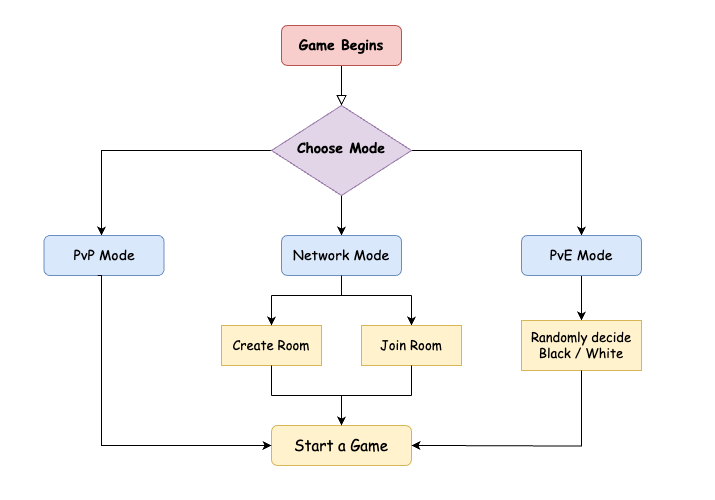 Game Begins
Choose Mode
PvP Mode
Network Mode
PvE Mode
Create Room
Join Room
Randomly decide
Black / White
Start a Game